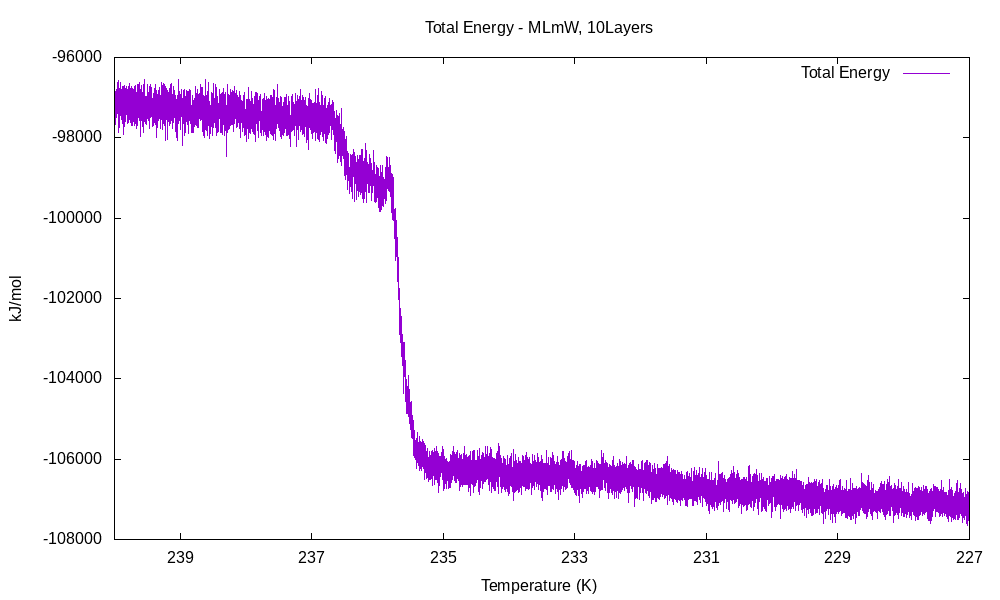 Total Energy - MLmW, 10Layers
Total Energy
-96000
-98000
-100000
-102000
-104000
-106000
-108000
kJ/mol
239 237 235 233 231 229 227
Temperature (K)